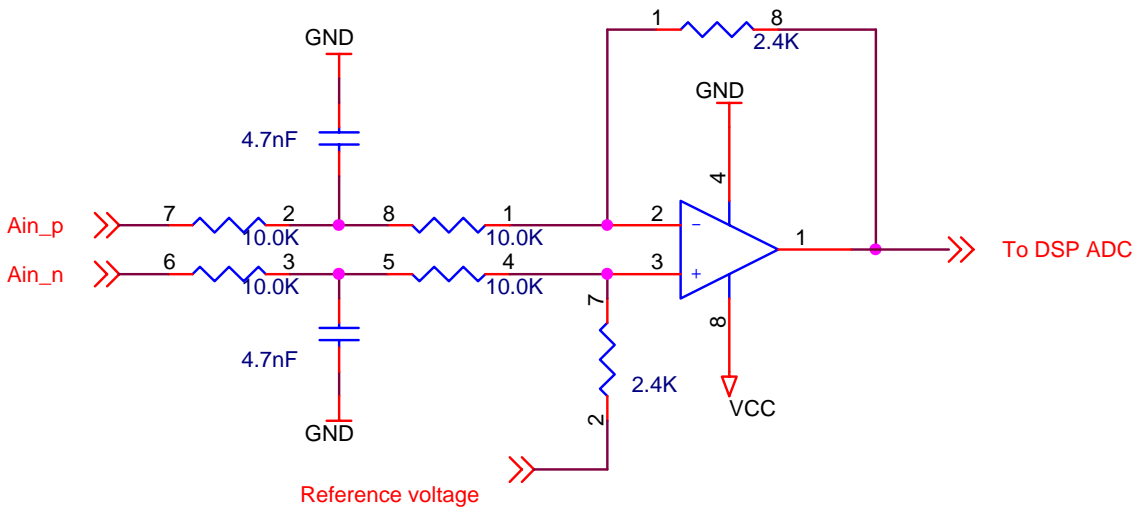 1 8
2.4K
GND
GND
4.7nF
4
7 2 8 1 2 −
1
Ain_p
10.0K 10.0K
To DSP ADC
Ain_n
6 3 5 4 3 +
10.0K 10.0K
7
8
4.7nF
2.4K
VCC
2
GND
Reference voltage